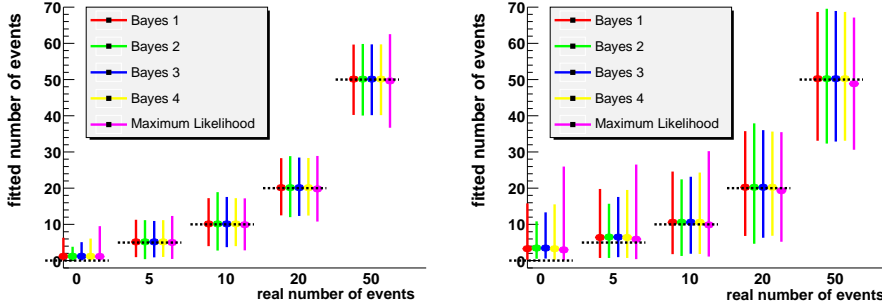 fitted number of events
70
60
50
40
30
20
10
0
Bayes 1
Bayes 2
Bayes 3
Bayes 4
Maximum Likelihood
0 5 10 20 50
real number of events
fitted number of events
70
60
50
40
30
20
10
0
Bayes 1
Bayes 2
Bayes 3
Bayes 4
Maximum Likelihood
0 5 10 20 50
real number of events